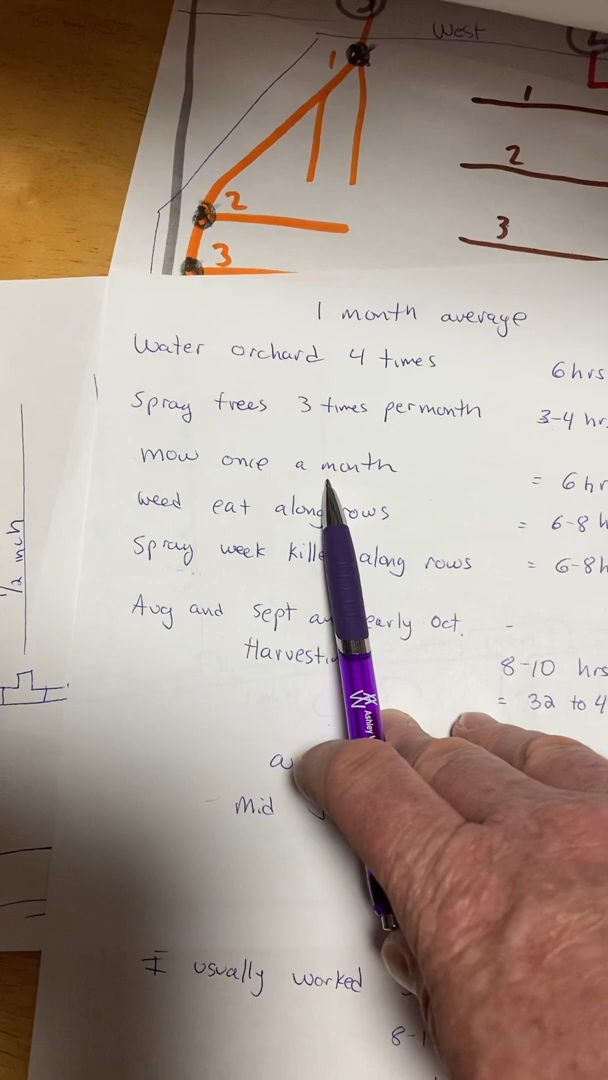 West
1
1
2
2
3
3
1 month average
Water orchard 4 times 6 hrs
Spray trees 3 times per month 3-4 hr
mow once a month = 6 hr
weed eat along rows = 6-8 h
Spray week kille along rows = 6-8 h
Aug and Sept early Oct. -
Harvest 8-10 hrs
= 32 to 4
Mid
I usually worked
8-1
1/2 inch
Ashley